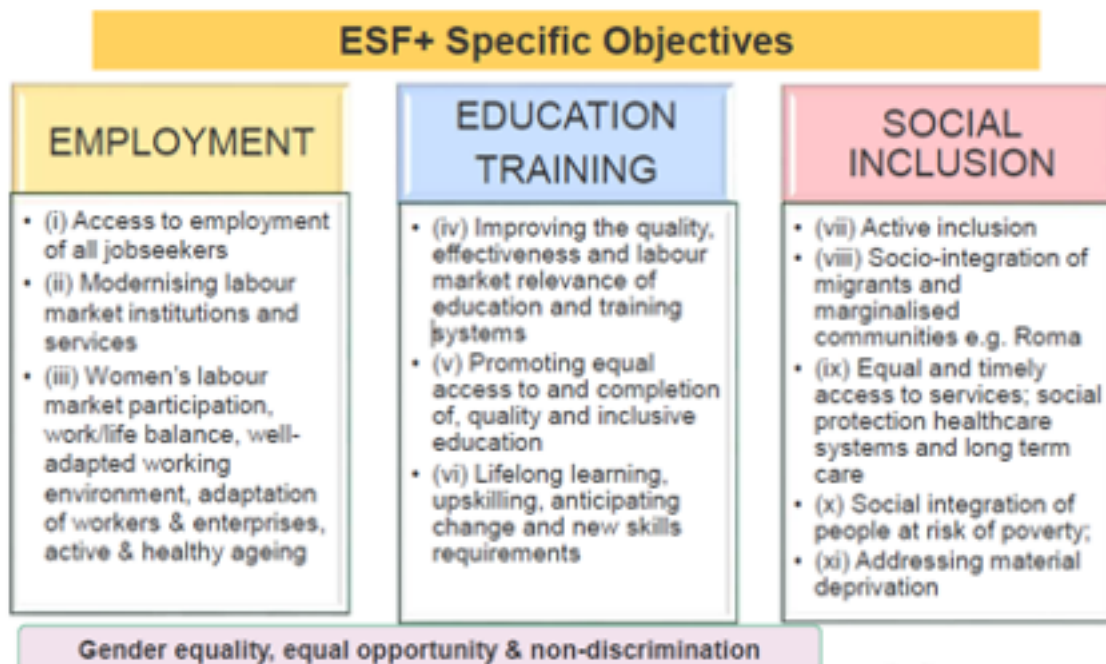 ESF+ Specific Objectives
EMPLOYMENT
• (i) Access to employment
of all jobseekers
• (ii) Modernising labour
market institutions and
services
• (iii) Women's labour
market participation,
work/life balance, well-
adapted working
environment, adaptation
of workers & enterprises,
active & healthy ageing
EDUCATION
TRAINING
• (iv) Improving the quality,
effectiveness and labour
market relevance of
education and training
systems
• (v) Promoting equal
access to and completion
of, quality and inclusive
education
• (vi) Lifelong learning,
upskilling, anticipating
change and new skills
requirements
SOCIAL
INCLUSION
• (vii) Active inclusion
• (viii) Socio-integration of
migrants and
marginalised
communities e.g. Roma
• (ix) Equal and timely
access to services; social
protection healthcare
systems and long term
care
• (x) Social integration of
people at risk of poverty;
• (xi) Addressing material
deprivation
Gender equality, equal opportunity & non-discrimination